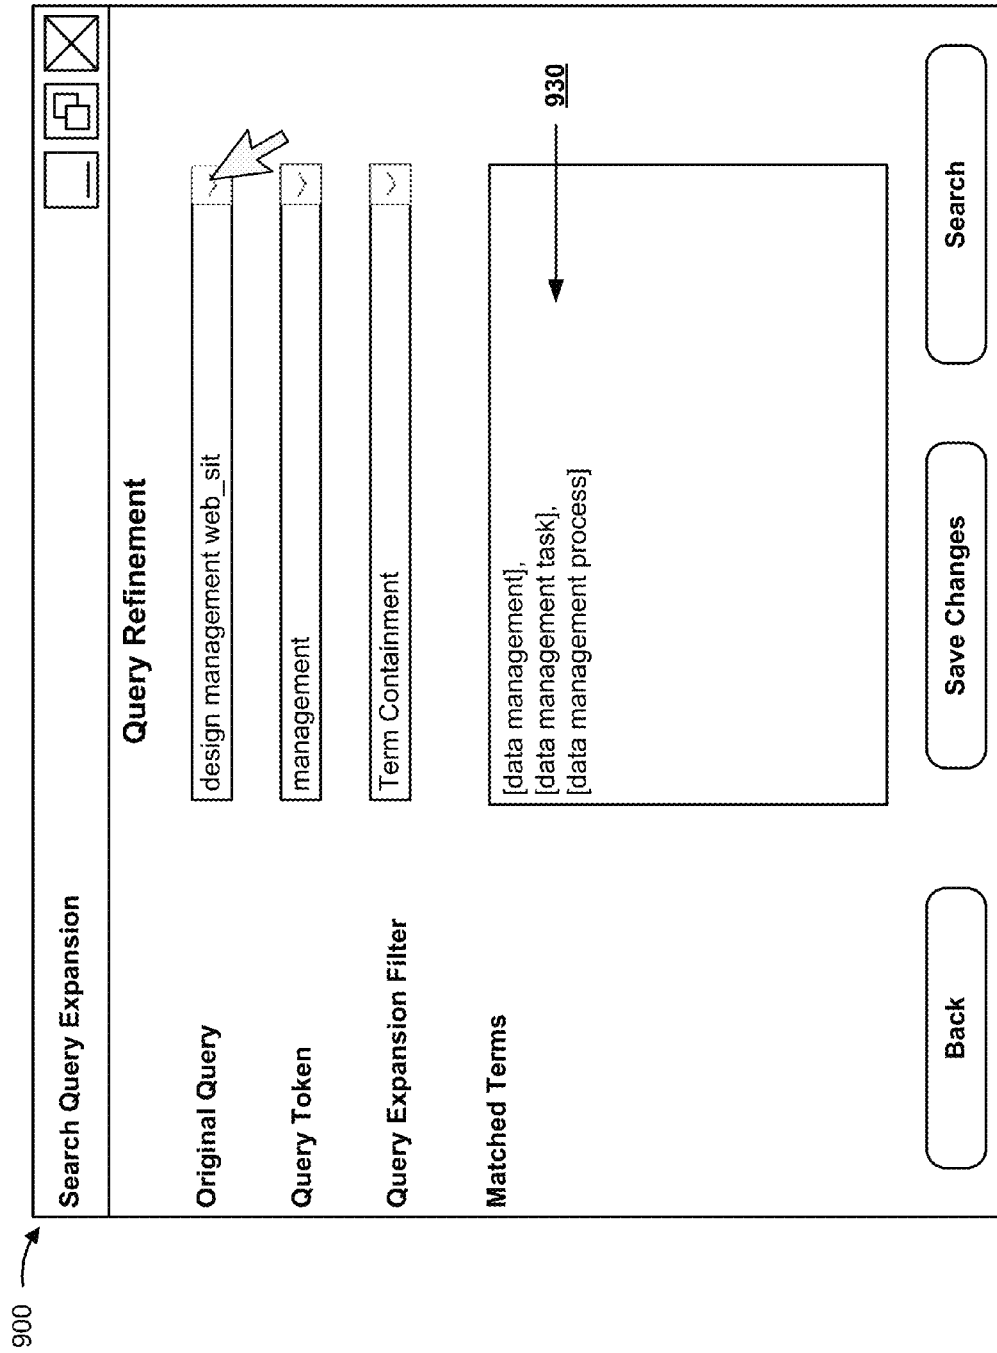 900
Search Query Expansion
Query Refinement
Original Query
design management web_sit
Query Token
management
Query Expansion Filter
Term Containment
Matched Terms
[data management],
[data management task],
[data management process]
930
Back
Save Changes
Search